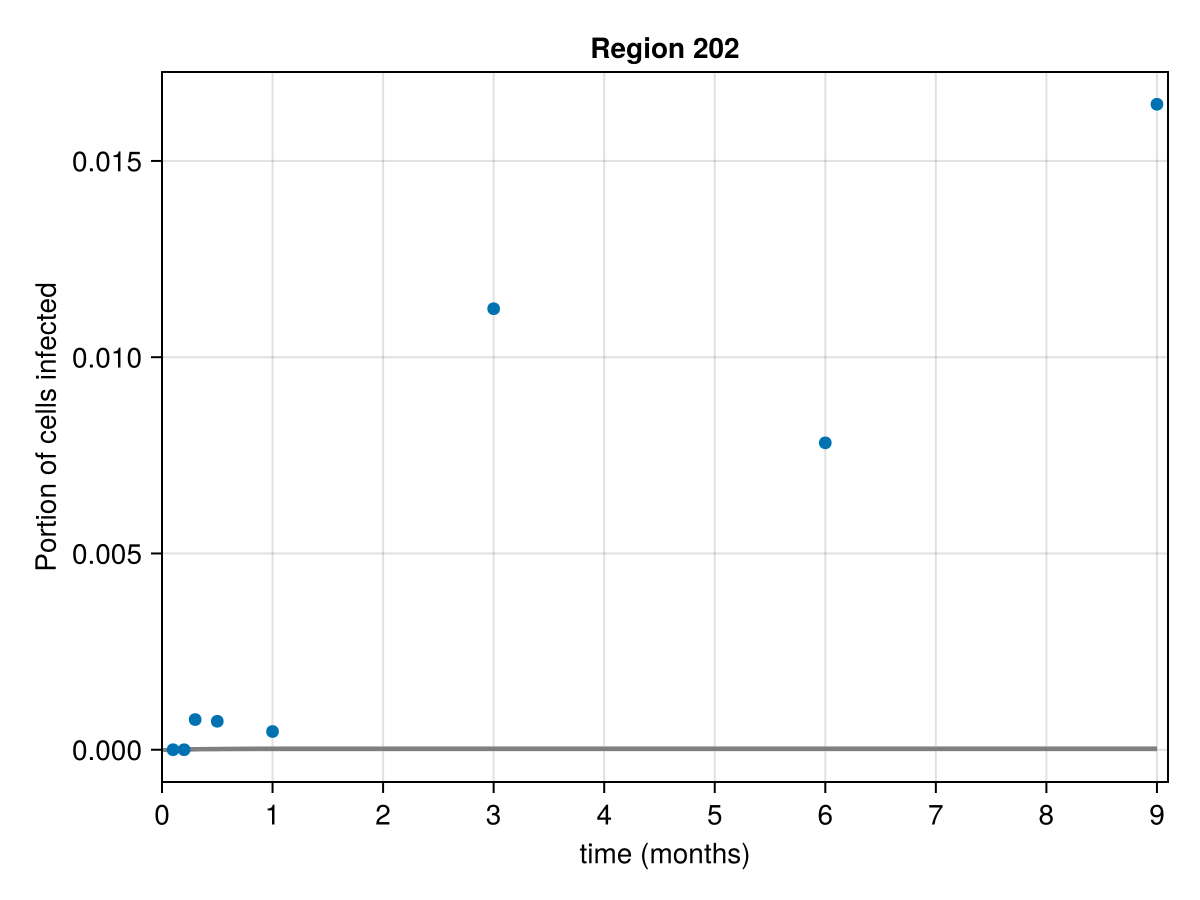 Region 202
Portion of cells infected
0.015
0.010
0.005
0.000
0 1 2 3 4 5 6 7 8 9
time (months)